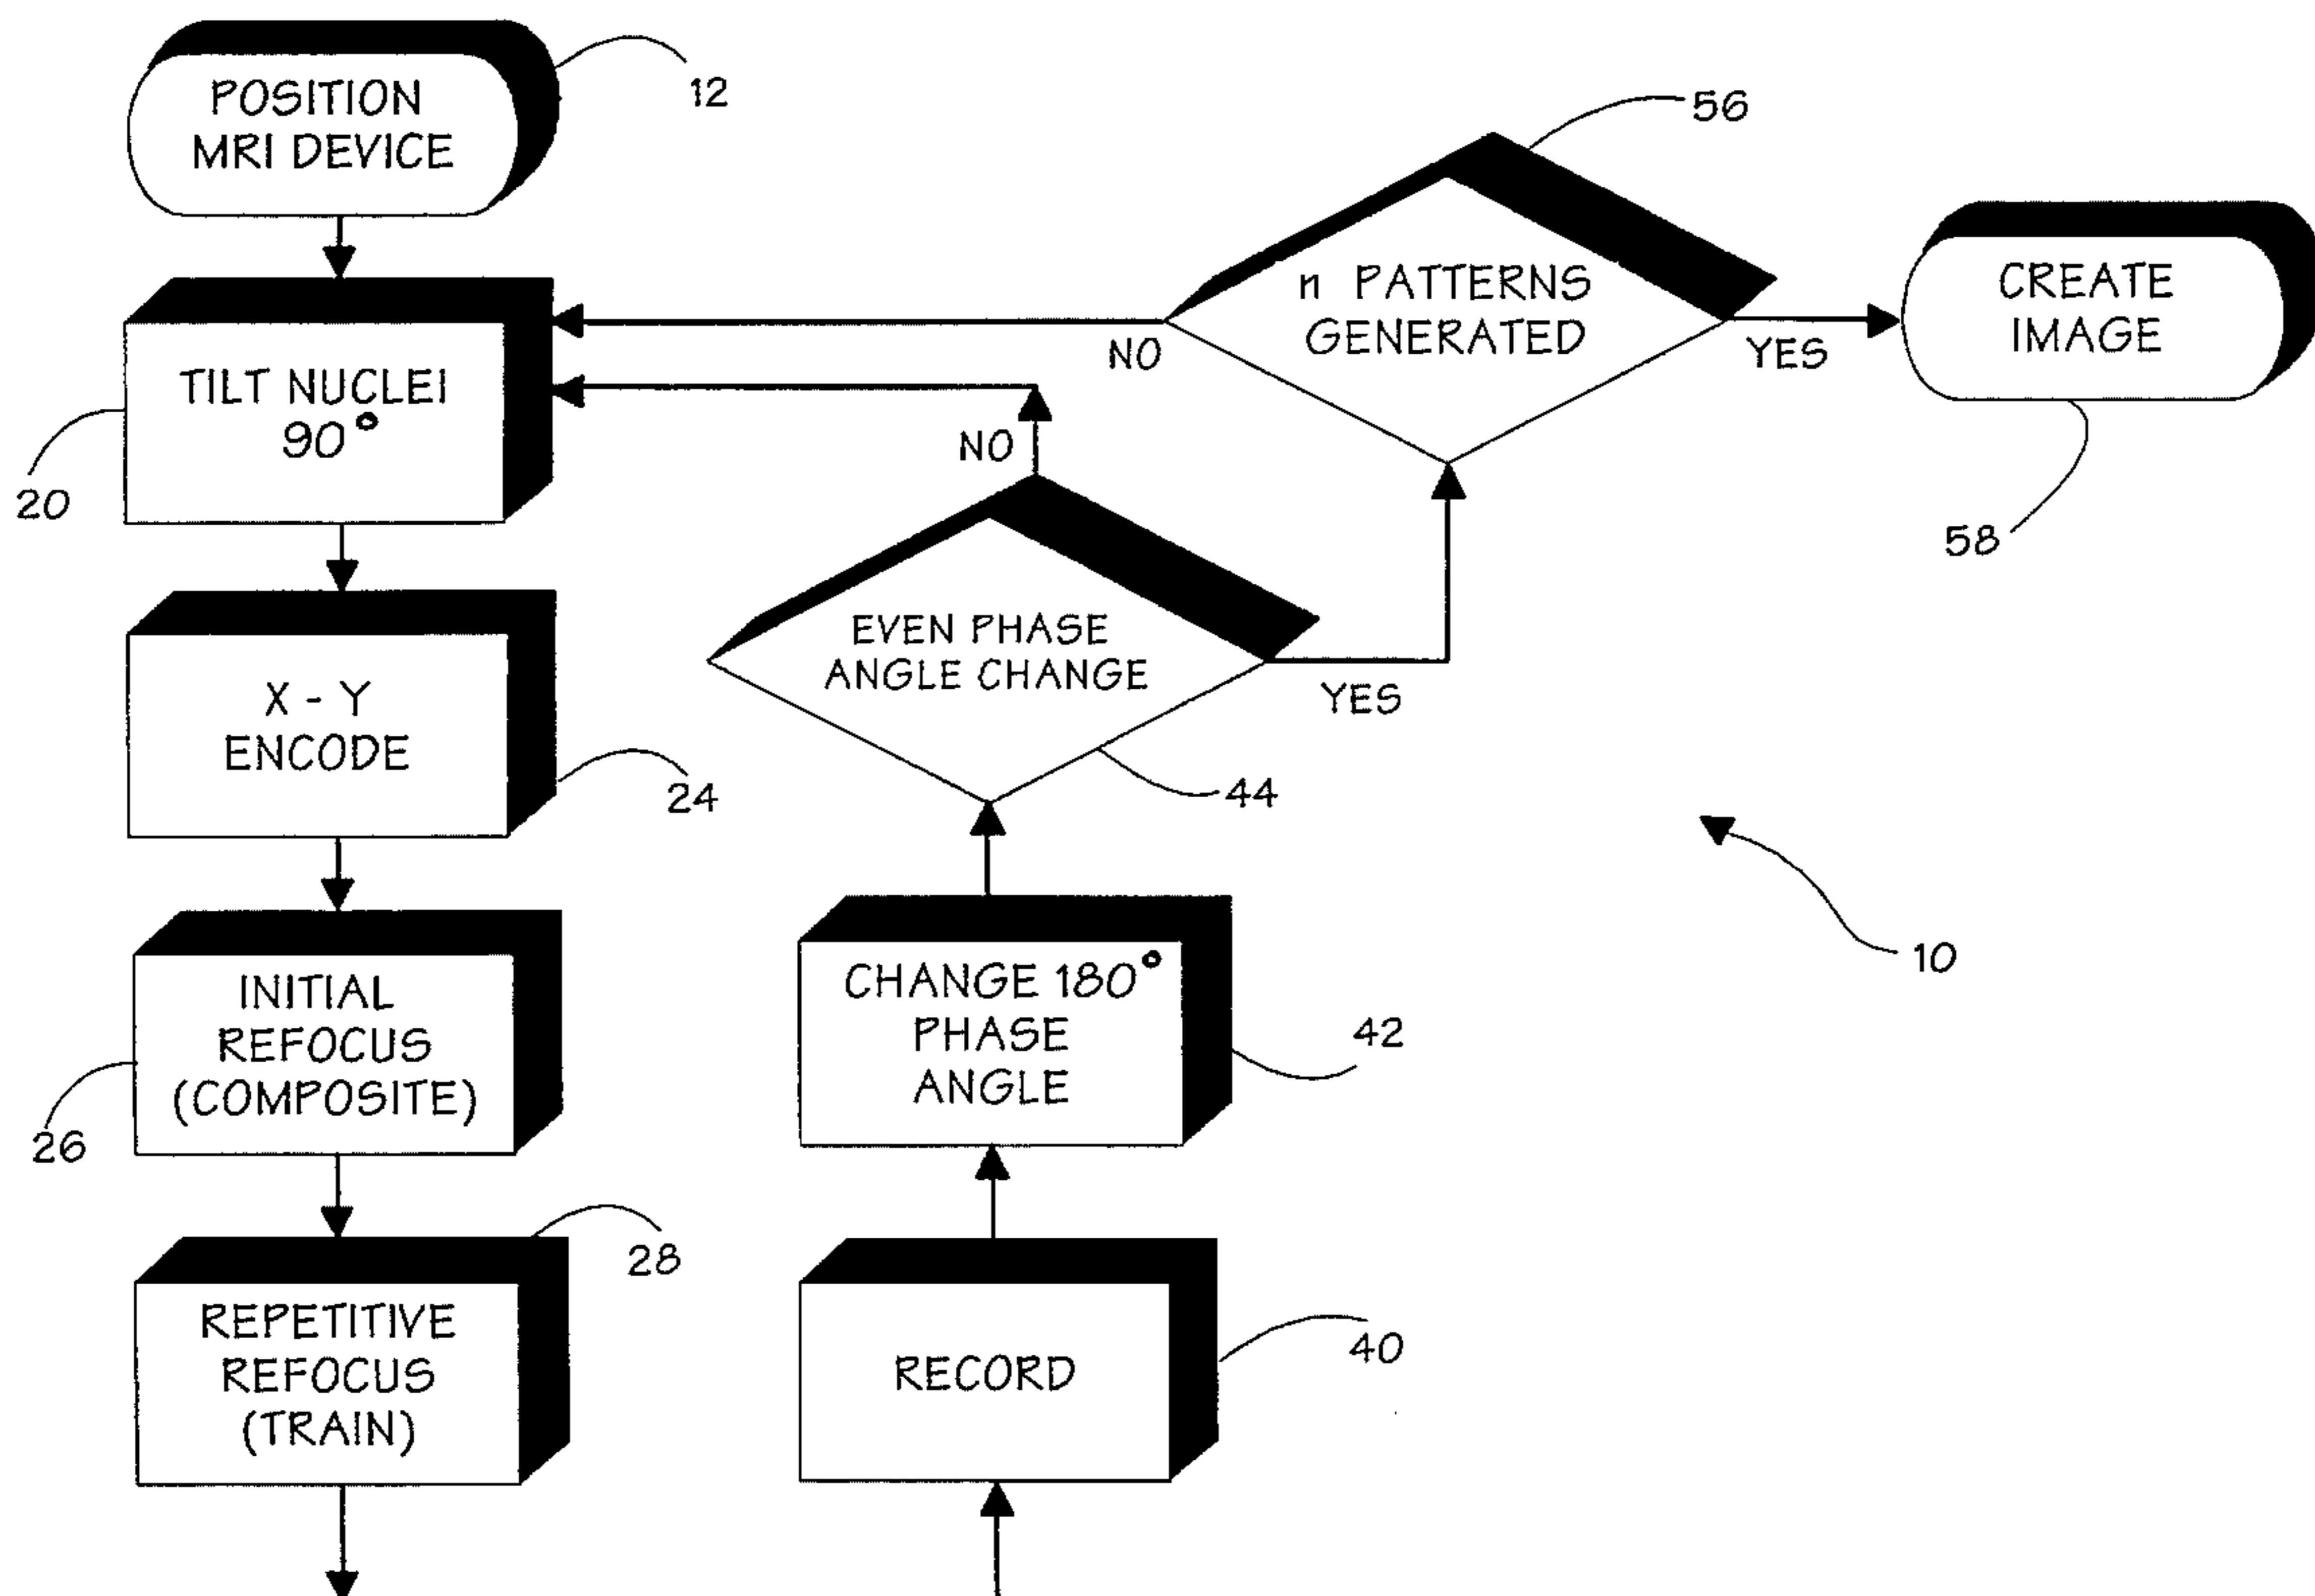 POSITION
MRI DEVICE
12
TILT NUCLEI
90°
20
X - Y
ENCODE
24
INITIAL
REFOCUS
(COMPOSITE)
26
REPETITIVE
REFOCUS
(TRAIN)
28
RECORD
40
CHANGE 180°
PHASE
ANGLE
42
EVEN PHASE
ANGLE CHANGE
44
NO
YES
n PATTERNS
GENERATED
56
NO
YES
CREATE
IMAGE
58
10